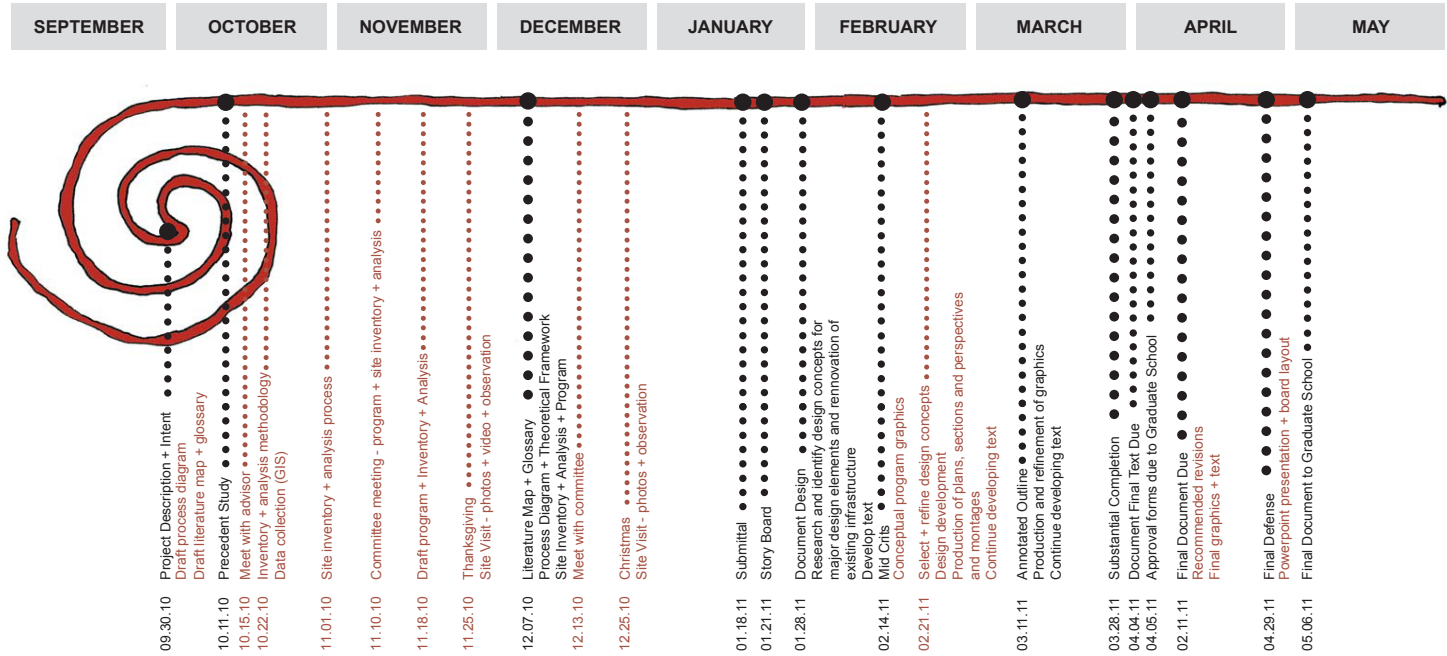 SEPTEMBER
OCTOBER
NOVEMBER
DECEMBER
JANUARY
FEBRUARY
MARCH
APRIL
MAY
09.30.10 Project Description + Intent
Draft process diagram
Draft literature map + glossary
10.11.10 Precedent Study
10.15.10 Meet with advisor
10.22.10 Inventory + analysis methodology
Data collection (GIS)
11.01.10 Site inventory + analysis process
11.10.10 Committee meeting - program + site inventory + analysis
11.18.10 Draft program + Inventory + Analysis
11.25.10 Thanksgiving
Site Visit - photos + video + observation
12.07.10 Literature Map + Glossary
Process Diagram + Theoretical Framework
Site Inventory + Analysis + Program
12.13.10 Meet with committee
12.25.10 Christmas
Site Visit - photos + observation
01.18.11 Submittal
01.21.11 Story Board
01.28.11 Document Design
Research and identify design concepts for
major design elements and rennovation of
existing infrastructure
Develop text
02.14.11 Mid Crits
Conceptual program graphics
02.21.11 Select + refine design concepts
Design development
Production of plans, sections and perspectives
and montages
Continue developing text
03.11.11 Annotated Outline
Production and refinement of graphics
Continue developing text
03.28.11 Substantial Completion
04.04.11 Document Final Text Due
04.05.11 Approval forms due to Graduate School
02.11.11 Final Document Due
Recommended revisions
Final graphics + text
04.29.11 Final Defense
Powerpoint presentation + board layout
05.06.11 Final Document to Graduate School